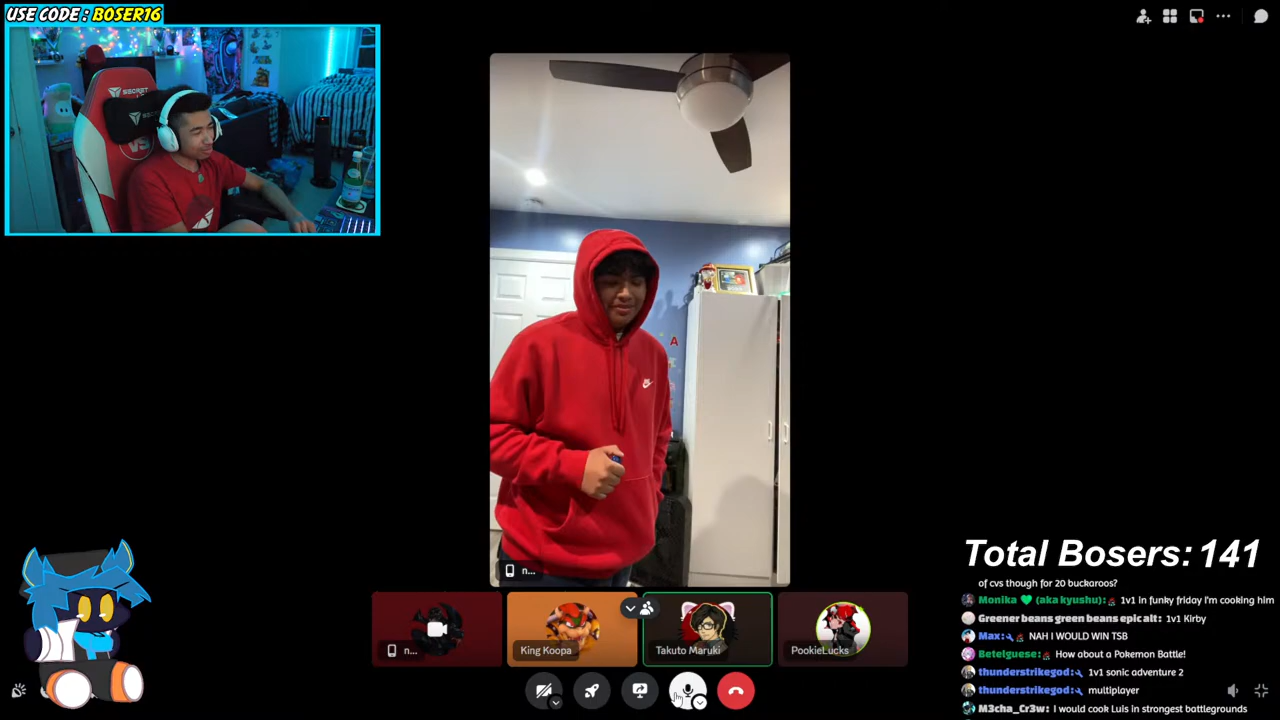 USE CODE : BOSER16
SECRET
A
n...
n...
King Koopa
Takuto Maruki
PookieLucks
Total Bosers: 141
of cvs though for 20 buckaroos?
Monika 💚 (aka kyushu): 1v1 in funky friday I'm cooking him
Greener beans green beans epic alt: 1v1 Kirby
Max: NAH I WOULD WIN TSB
Betelguese: How about a Pokemon Battle!
thunderstrikegod: 1v1 sonic adventure 2
thunderstrikegod: multiplayer
M3cha_Cr3w: I would cook Luis in strongest battlegrounds